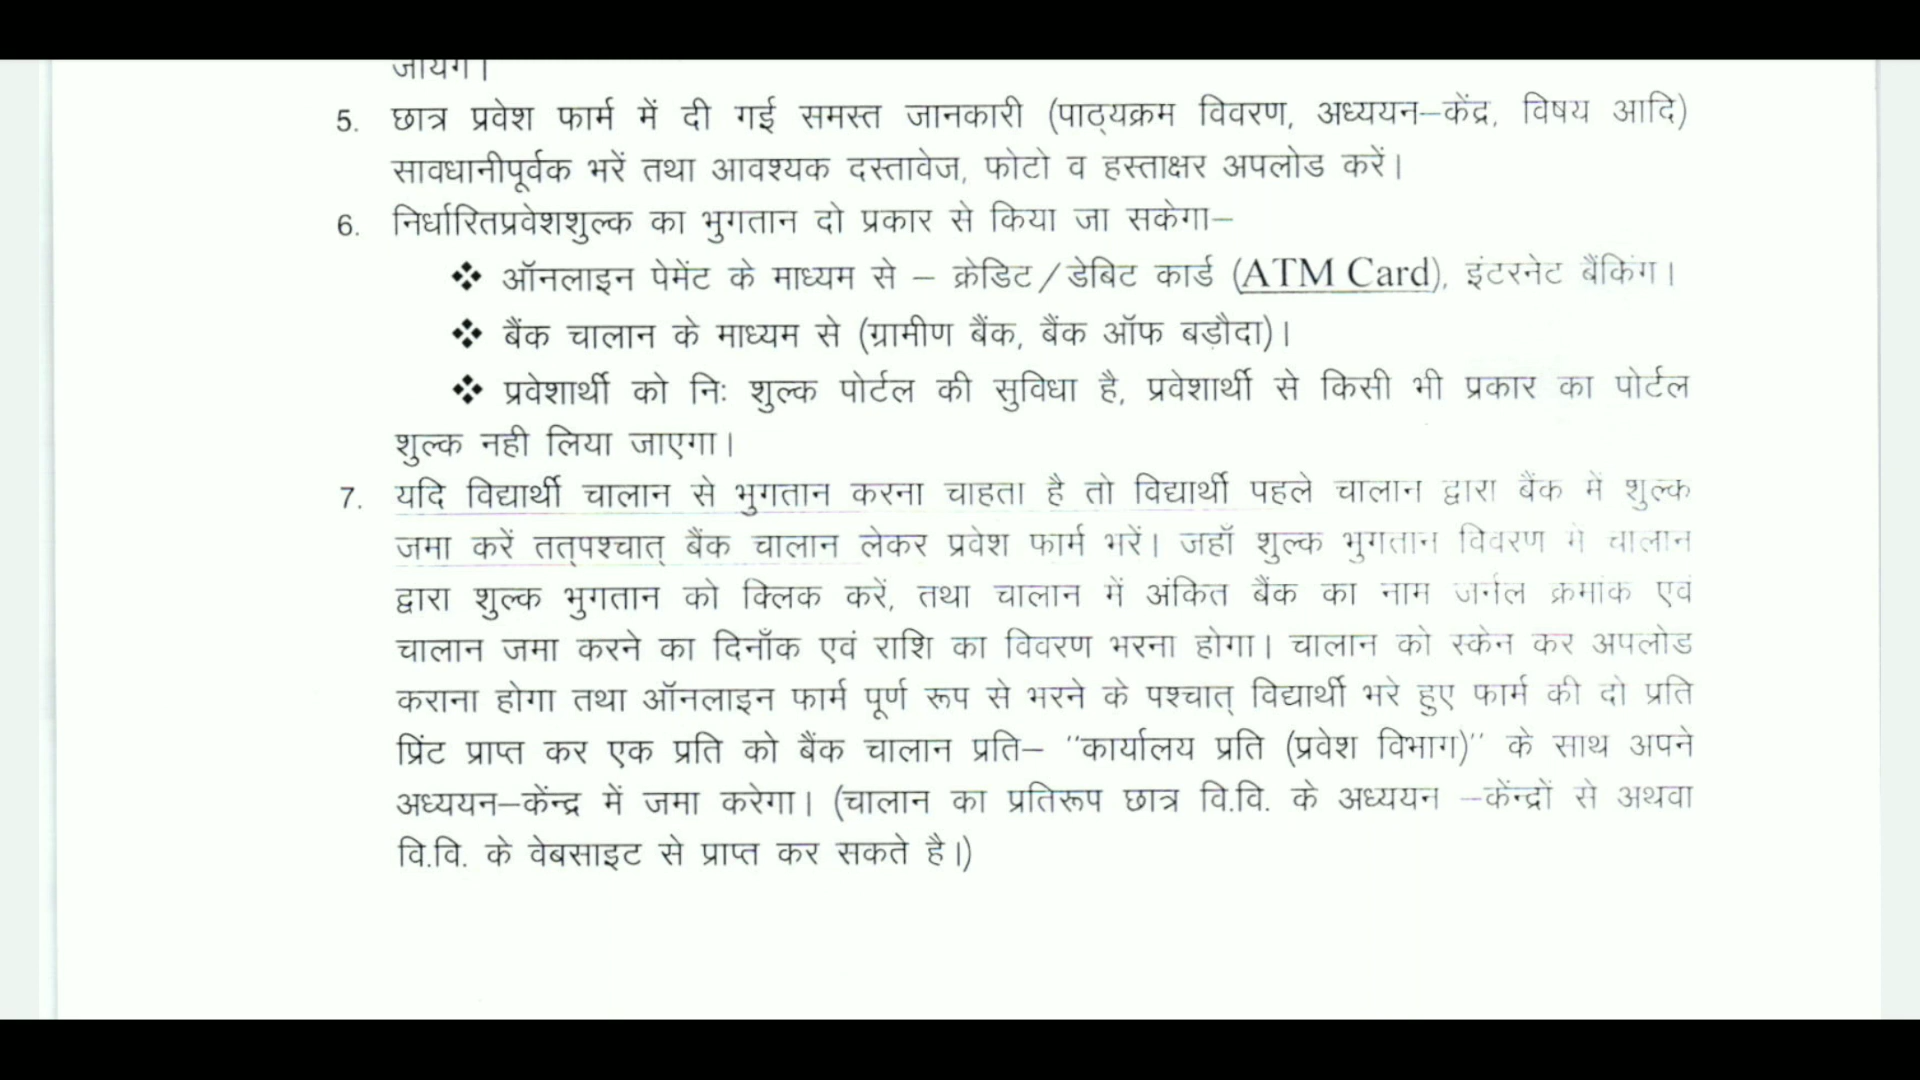 जायेंगे।
5. छात्र प्रवेश फार्म में दी गई समस्त जानकारी (पाठ्यक्रम विवरण, अध्ययन–केंद्र, विषय आदि)
सावधानीपूर्वक भरें तथा आवश्यक दस्तावेज, फोटो व हस्ताक्षर अपलोड करें।
6. निर्धारितप्रवेशशुल्क का भुगतान दो प्रकार से किया जा सकेगा–
❖ ऑनलाइन पेमेंट के माध्यम से – क्रेडिट/डेबिट कार्ड (ATM Card), इंटरनेट बैंकिंग।
❖ बैंक चालान के माध्यम से (ग्रामीण बैंक, बैंक ऑफ बड़ौदा)।
❖ प्रवेशार्थी को निः शुल्क पोर्टल की सुविधा है, प्रवेशार्थी से किसी भी प्रकार का पोर्टल
शुल्क नही लिया जाएगा।
7. यदि विद्यार्थी चालान से भुगतान करना चाहता है तो विद्यार्थी पहले चालान द्वारा बैंक में शुल्क
जमा करें तत्पश्चात् बैंक चालान लेकर प्रवेश फार्म भरें। जहाँ शुल्क भुगतान विवरण में चालान
द्वारा शुल्क भुगतान को क्लिक करें, तथा चालान में अंकित बैंक का नाम जर्नल क्रमांक एवं
चालान जमा करने का दिनाँक एवं राशि का विवरण भरना होगा। चालान को स्केन कर अपलोड
कराना होगा तथा ऑनलाइन फार्म पूर्ण रूप से भरने के पश्चात् विद्यार्थी भरे हुए फार्म की दो प्रति
प्रिंट प्राप्त कर एक प्रति को बैंक चालान प्रति– ''कार्यालय प्रति (प्रवेश विभाग)'' के साथ अपने
अध्ययन–केंन्द्र में जमा करेगा। (चालान का प्रतिरूप छात्र वि.वि. के अध्ययन –केंन्द्रों से अथवा
वि.वि. के वेबसाइट से प्राप्त कर सकते है।)